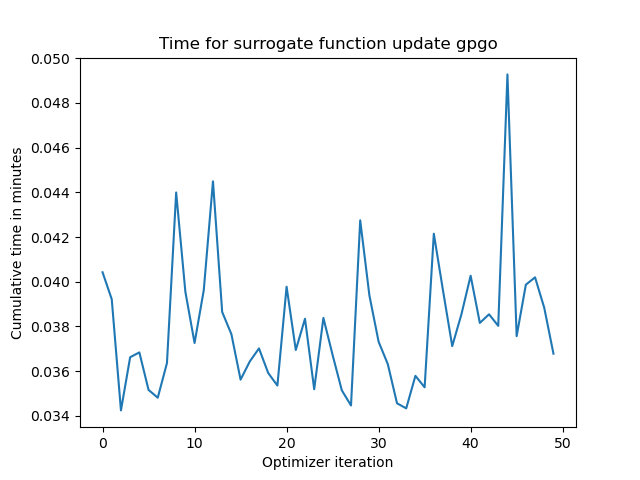 Time for surrogate function update gpgo
Cumulative time in minutes
0.050
0.048
0.046
0.044
0.042
0.040
0.038
0.036
0.034
0 10 20 30 40 50
Optimizer iteration